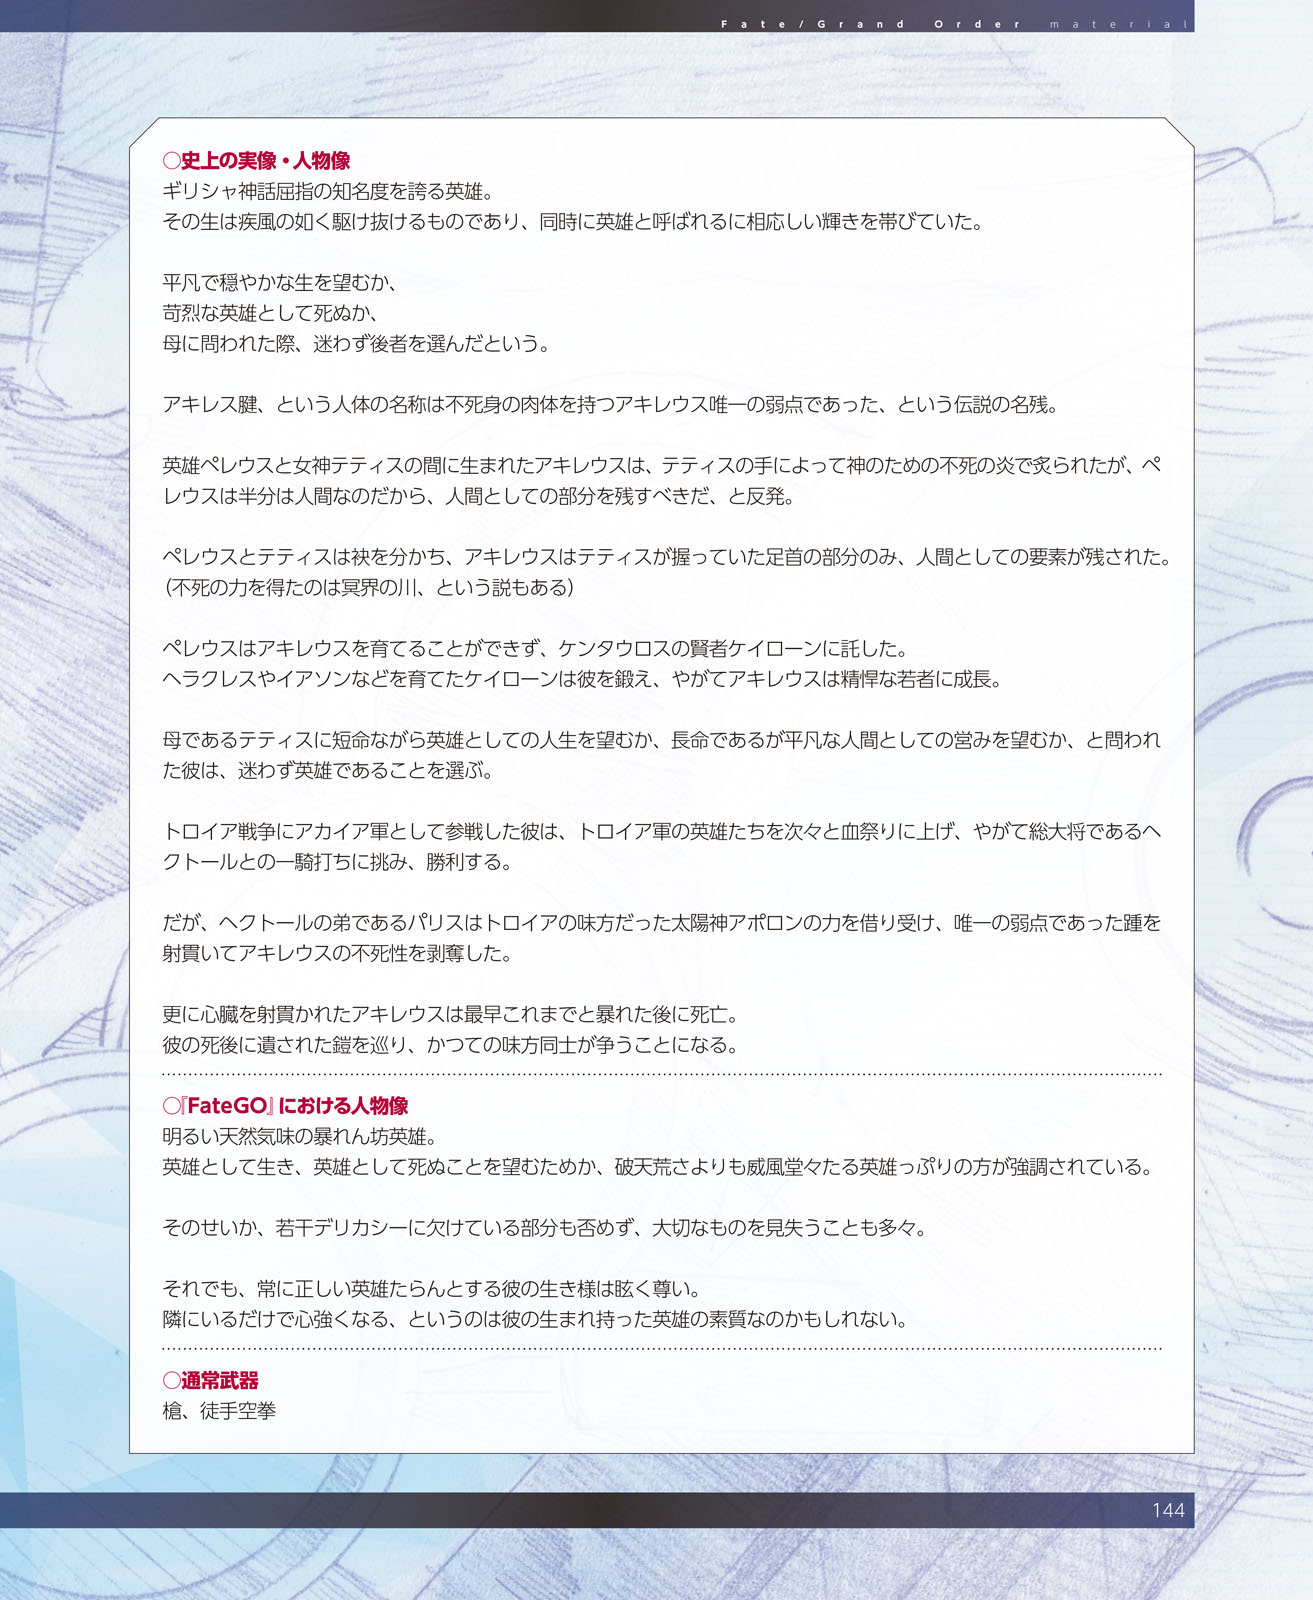 Fate/Grand Order material
○史上の実像・人物像
ギリシャ神話屈指の知名度を誇る英雄。
その生は疾風の如く駆け抜けるものであり、同時に英雄と呼ばれるに相応しい輝きを帯びていた。
平凡で穏やかな生を望むか、
苛烈な英雄として死ぬか、
母に問われた際、迷わず後者を選んだという。
アキレス腱、という人体の名称は不死身の肉体を持つアキレウス唯一の弱点であった、という伝説の名残。
英雄ペレウスと女神テティスの間に生まれたアキレウスは、テティスの手によって神のための不死の炎で炙られたが、ペ
レウスは半分は人間なのだから、人間としての部分を残すべきだ、と反発。
ペレウスとテティスは袂を分かち、アキレウスはテティスが握っていた足首の部分のみ、人間としての要素が残された。
（不死の力を得たのは冥界の川、という説もある）
ペレウスはアキレウスを育てることができず、ケンタウロスの賢者ケイローンに託した。
ヘラクレスやイアソンなどを育てたケイローンは彼を鍛え、やがてアキレウスは精悍な若者に成長。
母であるテティスに短命ながら英雄としての人生を望むか、長命であるが平凡な人間としての営みを望むか、と問われ
た彼は、迷わず英雄であることを選ぶ。
トロイア戦争にアカイア軍として参戦した彼は、トロイア軍の英雄たちを次々と血祭りに上げ、やがて総大将であるヘ
クトールとの一騎打ちに挑み、勝利する。
だが、ヘクトールの弟であるパリスはトロイアの味方だった太陽神アポロンの力を借り受け、唯一の弱点であった踵を
射貫いてアキレウスの不死性を剥奪した。
更に心臓を射貫かれたアキレウスは最早これまでと暴れた後に死亡。
彼の死後に遺された鎧を巡り、かつての味方同士が争うことになる。
○『FateGO』における人物像
明るい天然気味の暴れん坊英雄。
英雄として生き、英雄として死ぬことを望むためか、破天荒さよりも威風堂々たる英雄っぷりの方が強調されている。
そのせいか、若干デリカシーに欠けている部分も否めず、大切なものを見失うことも多々。
それでも、常に正しい英雄たらんとする彼の生き様は眩く尊い。
隣にいるだけで心強くなる、というのは彼の生まれ持った英雄の素質なのかもしれない。
○通常武器
槍、徒手空拳
144